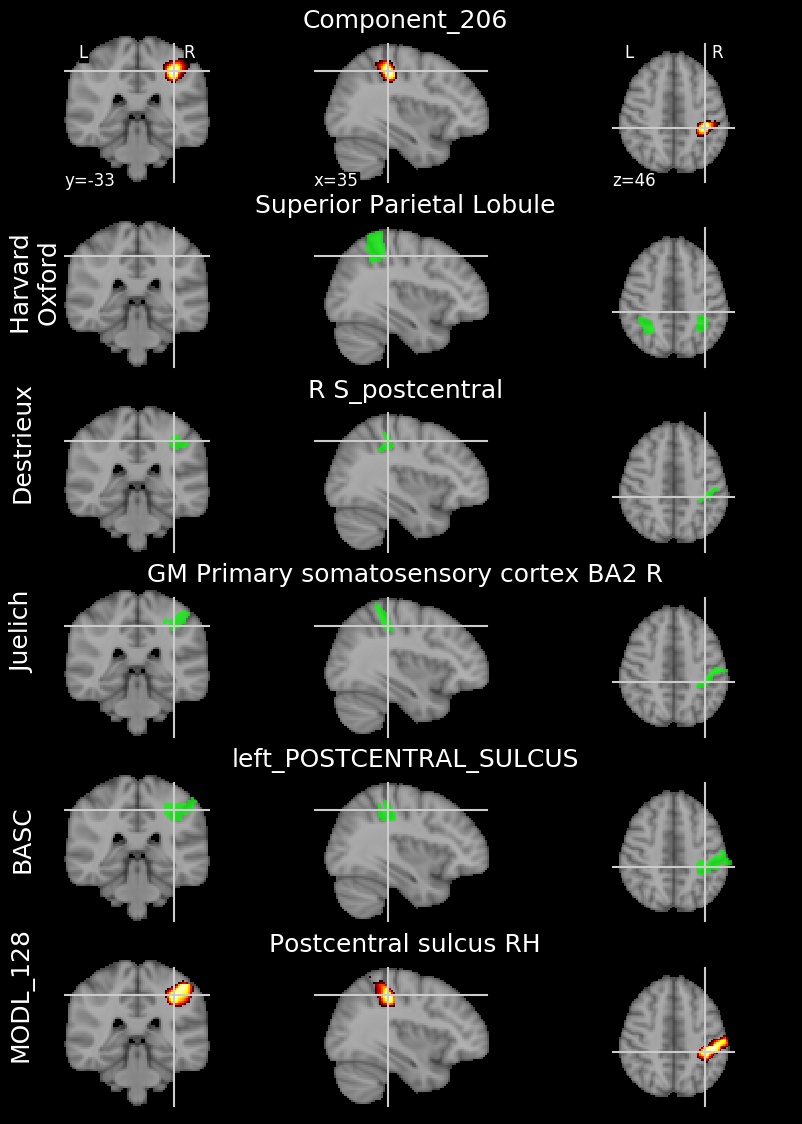 Component_206
L R
L R
y=-33
x=35
z=46
Superior Parietal Lobule
Harvard
Oxford
R S_postcentral
Destrieux
GM Primary somatosensory cortex BA2 R
Juelich
left_POSTCENTRAL_SULCUS
BASC
Postcentral sulcus RH
MODL_128